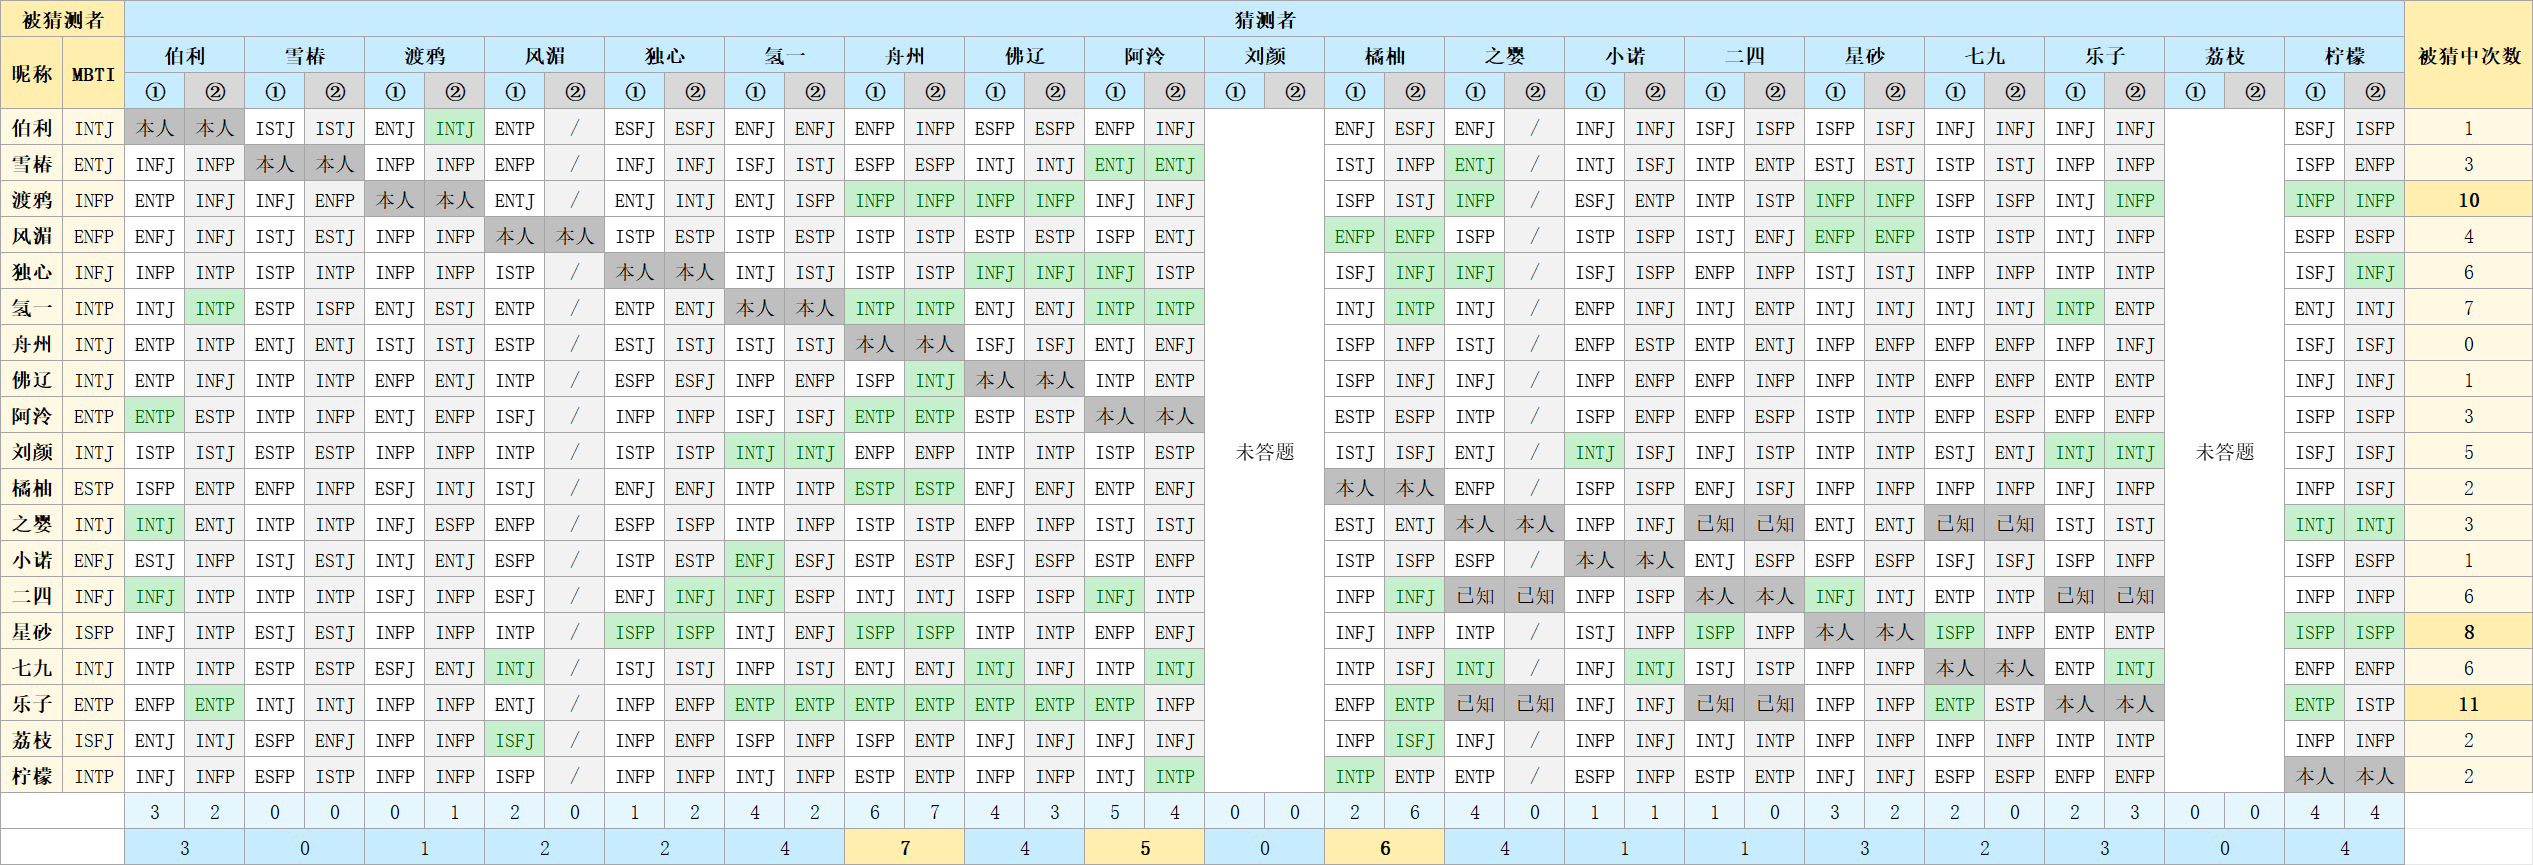 被猜测者 猜测者 被猜中次数
昵称 MBTI 伯利 雪椿 渡鸦 风湄 独心 氢一 舟州 佛辽 阿泠 刘颜 橘柚 之婴 小诺 二四 星砂 七九 乐子 荔枝 柠檬
① ② ① ② ① ② ① ② ① ② ① ② ① ② ① ② ① ② ① ② ① ② ① ② ① ② ① ② ① ② ① ② ① ② ① ② ① ②
伯利 INTJ 本人 本人 ISTJ ISTJ ENTJ INTJ ENTP / ESFJ ESFJ ENFJ ENFJ ENFP INFP ESFP ESFP ENFP INFJ ENFJ ESFJ ENFJ / INFJ INFJ ISFJ ISFP ISFP ISFJ INFJ INFJ INFJ INFJ ESFJ ISFP 1
雪椿 ENTJ INFJ INFP 本人 本人 INFP INFP ENFP / INFJ INFJ ISFJ ISTJ ESFP ESFP INTJ INTJ ENTJ ENTJ ISTJ INFP ENTJ / INTJ ISFJ INTP ENTP ESTJ ESTJ ISTP ISTJ INFP INFP ISFP ENFP 3
渡鸦 INFP ENTP INFJ INFJ ENFP 本人 本人 ENTJ / ENTJ INTJ ENTJ ISFP INFP INFP INFP INFP INFJ INFJ ISFP ISTJ INFP / ESFJ ENTP INTP ISTP INFP INFP ISFP ISFP INTJ INFP INFP INFP 10
风湄 ENFP ENFJ INFJ ISTJ ESTJ INFP INFP 本人 本人 ISTP ESTP ISTP ESTP ISTP ISTP ESTP ESTP ISFP ENTJ ENFP ENFP ISFP / ISTP ISFP ISTJ ENFJ ENFP ENFP ISTP ISTP INTJ INFP ESFP ESFP 4
独心 INFJ INFP INTP ISTP INTP INFP INFP ISTP / 本人 本人 INTJ ISTJ ISTP ISTP INFJ INFJ INFJ ISTP ISFJ INFJ INFJ / ISFJ ISFP ENFP INFP ISTJ ISTJ INFP INFP INTP INTP ISFJ INFJ 6
氢一 INTP INTJ INTP ESTP ISFP ENTJ ESTJ ENTP / ENTP ENTJ 本人 本人 INTP INTP ENTJ ENTJ INTP INTP INTJ INTP INTJ / ENFP INFJ INTJ ENTP INTJ INTJ INTJ INTJ INTP ENTP ENTJ INTJ 7
舟州 INTJ ENTP INTP ENTJ ENTJ ISTJ ISTJ ESTP / ESTJ ISTJ ISTJ ISTJ 本人 本人 ISFJ ISFJ ENTJ ENFJ ISFP INFP ISTJ / ENFP ESTP ENTP ENTJ INFP ENFP ENFP ENFP INFP INFJ ISFJ ISFJ 0
佛辽 INTJ ENTP INFJ INTP INTP ENFP ENTJ INTP / ESFP ESFJ INFP ENFP ISFP INTJ 本人 本人 INTP ENTP ISFP INFJ INFJ / INFP ENFP ENFP INFP INFP INTP ENFP ENFP ENTP ENTP INFJ INFJ 1
阿泠 ENTP ENTP ESTP INTP INFP ENTJ ENFP ISFJ / INFP INFP ISFJ ISFJ ENTP ENTP ESTP ESTP 本人 本人 ESTP ESFP INTP / ISFP ENFP ENFP ESFP ISTP INTP ENFP ESFP ENFP ENFP ISFP ISFP 3
刘颜 INTJ ISTP ISTJ ESTP ESTP INFP INFP INTP / ISTP ISTP INTJ INTJ ENFP ENFP INTP INTP ISTP ESTP 未答题 ISTJ ISFJ ENTJ / INTJ ISFJ INFJ ISTP INTP INTP ESTJ ENTJ INTJ INTJ 未答题 ISFJ ISFJ 5
橘柚 ESTP ISFP ENTP ENFP INFP ESFJ INTJ ISTJ / ENFJ ENFJ INTP INTP ESTP ESTP ENFJ ENFJ ENTP ENFJ 本人 本人 ENFP / ISFP ISFP ENFJ ISFJ INFP INFP INFP INFP INFJ INFP INFP ISFJ 2
之婴 INTJ INTJ ENTJ INTP INTP INFJ ESFP ENFP / ESFP ISFP INTP INFP ISTP ISTP ENFP INFP ISTJ ISTJ ESTJ ENTJ 本人 本人 INFP INFJ 已知 已知 ENTJ ENTJ 已知 已知 ISTJ ISTJ INTJ INTJ 3
小诺 ENFJ ESTJ INFP ISTJ ESTJ INTJ ENTJ ESFP / ISTP ESTP ENFJ ESFJ ESTP ESTP ESFJ ESFP ESTP ENFP ISTP ISFP ESFP / 本人 本人 ENTJ ESFP ESFP ESFP ISFJ ISFJ ISFP INFP ISFP ESFP 1
二四 INFJ INFJ INTP INTP INTP ISFJ INFP ESFJ / ENFJ INFJ INFJ ESFP INTJ INTJ ISFP ISFP INFJ INTP INFP INFJ 已知 已知 INFP ISFP 本人 本人 INFJ INTJ ENTP INTP 已知 已知 INFP INFP 6
星砂 ISFP INFJ INTP ESTJ ESTJ INFP INFP INTP / ISFP ISFP INTJ ENFJ ISFP ISFP INTP INTP ENFP ENFJ INFJ INFP INTP / ISTJ INFP ISFP INFP 本人 本人 ISFP INFP ENTP ENTP ISFP ISFP 8
七九 INTJ INTP INTP ESTP ESTP ESFJ ENTJ INTJ / ISTJ ISTJ INFP ISTJ ENTJ ENTJ INTJ INFJ INTP INTJ INTP ISFJ INTJ / INFJ INTJ ISTJ ISTP INFP INFP 本人 本人 ENTP INTJ ENFP ENFP 6
乐子 ENTP ENFP ENTP INTJ INTJ INFP INFP ENTJ / INFP ENFP ENTP ENTP ENTP ENTP ENTP ENTP ENTP INFP ENFP ENTP 已知 已知 INFJ INFJ 已知 已知 INFP INFP ENTP ESTP 本人 本人 ENTP ISTP 11
荔枝 ISFJ ENTJ INTJ ESFP ENFJ INFP INFP ISFJ / INFP ENFP ISFP INFP ISFP ENTP INFJ INFJ INFJ INFJ INFP ISFJ INFJ / INFP INFJ INTJ INTP INFP INFP INFP INFP INTP INTP INFP INFP 2
柠檬 INTP INFJ INFP ESFP ISTP INFP INFP ISFP / INFP INFP INTJ INFP ESTP ENTP INFP INFP INTJ INTP INTP ENTP ENTP / ESFP INFP ESTP ENTP INFJ INFJ ESFP ESFP ENFP ENFP 本人 本人 2
3 2 0 0 0 1 2 0 1 2 4 2 6 7 4 3 5 4 0 0 2 6 4 0 1 1 1 0 3 2 2 0 2 3 0 0 4 4
3 0 1 2 2 4 7 4 5 0 6 4 1 1 3 2 3 0 4